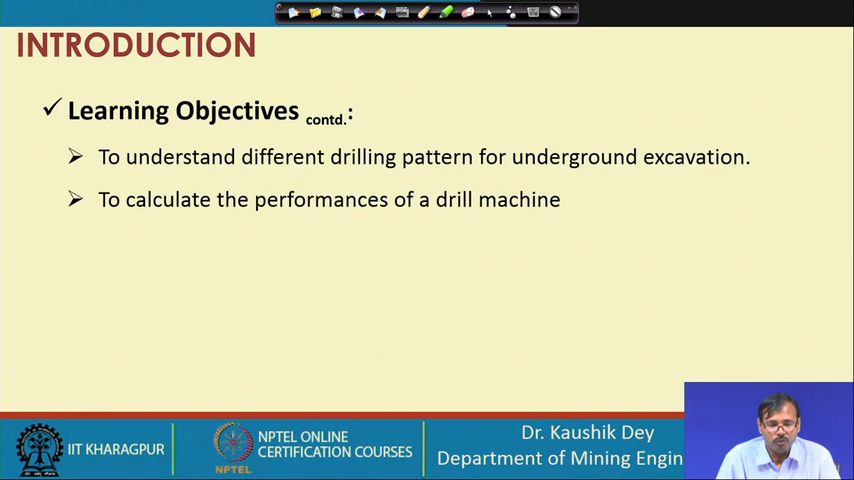 INTRODUCTION
✓ Learning Objectives contd.:
➢ To understand different drilling pattern for underground excavation.
➢ To calculate the performances of a drill machine
IIT KHARAGPUR
NPTEL
NPTEL ONLINE
CERTIFICATION COURSES
Dr. Kaushik Dey
Department of Mining Engin